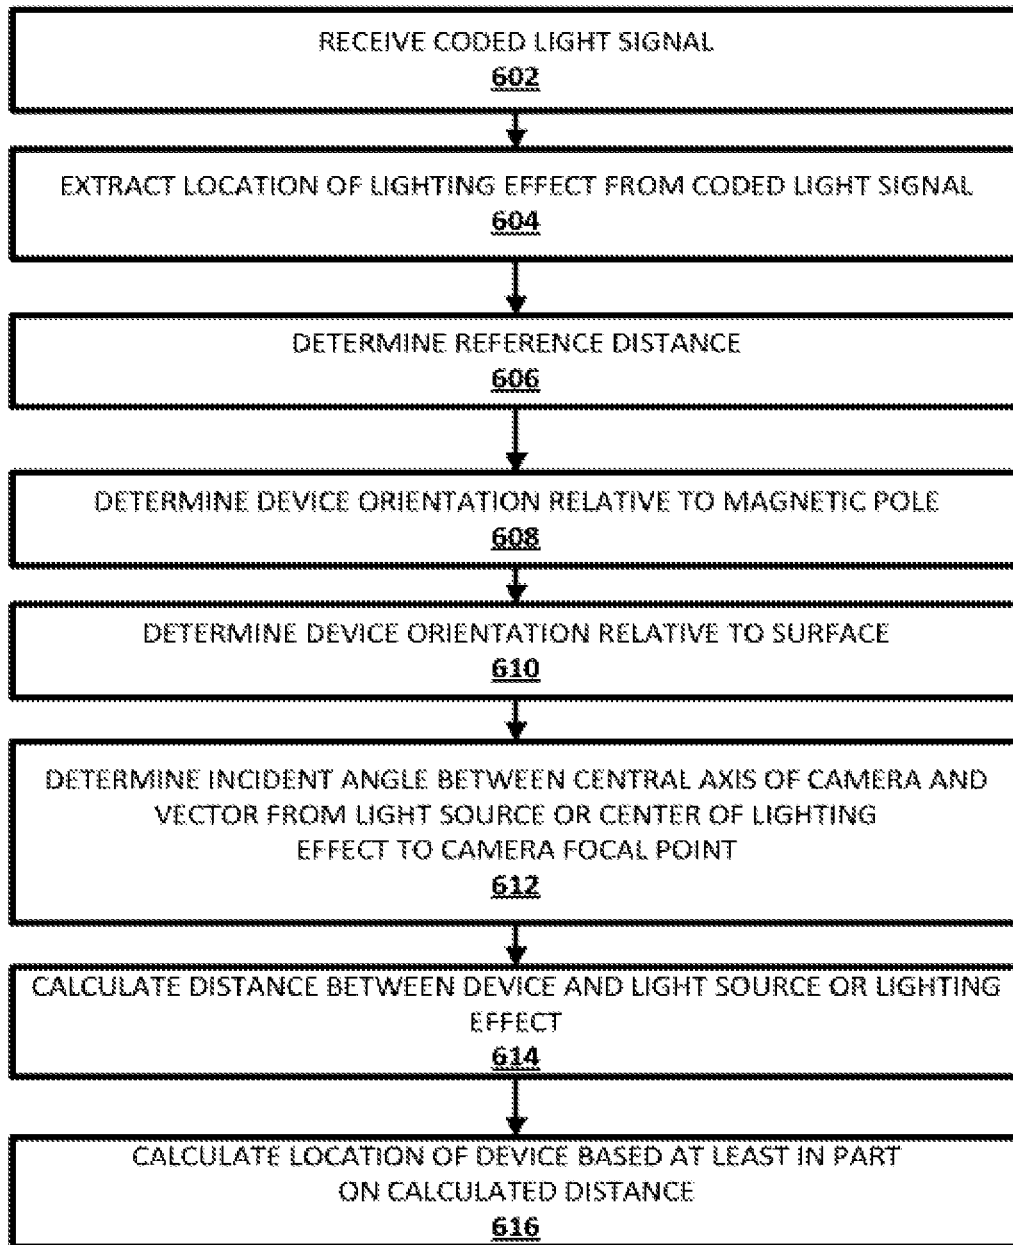 RECEIVE CODED LIGHT SIGNAL
602
EXTRACT LOCATION OF LIGHTING EFFECT FROM CODED LIGHT SIGNAL
604
DETERMINE REFERENCE DISTANCE
606
DETERMINE DEVICE ORIENTATION RELATIVE TO MAGNETIC POLE
608
DETERMINE DEVICE ORIENTATION RELATIVE TO SURFACE
610
DETERMINE INCIDENT ANGLE BETWEEN CENTRAL AXIS OF CAMERA AND
VECTOR FROM LIGHT SOURCE OR CENTER OF LIGHTING
EFFECT TO CAMERA FOCAL POINT
612
CALCULATE DISTANCE BETWEEN DEVICE AND LIGHT SOURCE OR LIGHTING
EFFECT
614
CALCULATE LOCATION OF DEVICE BASED AT LEAST IN PART
ON CALCULATED DISTANCE
616